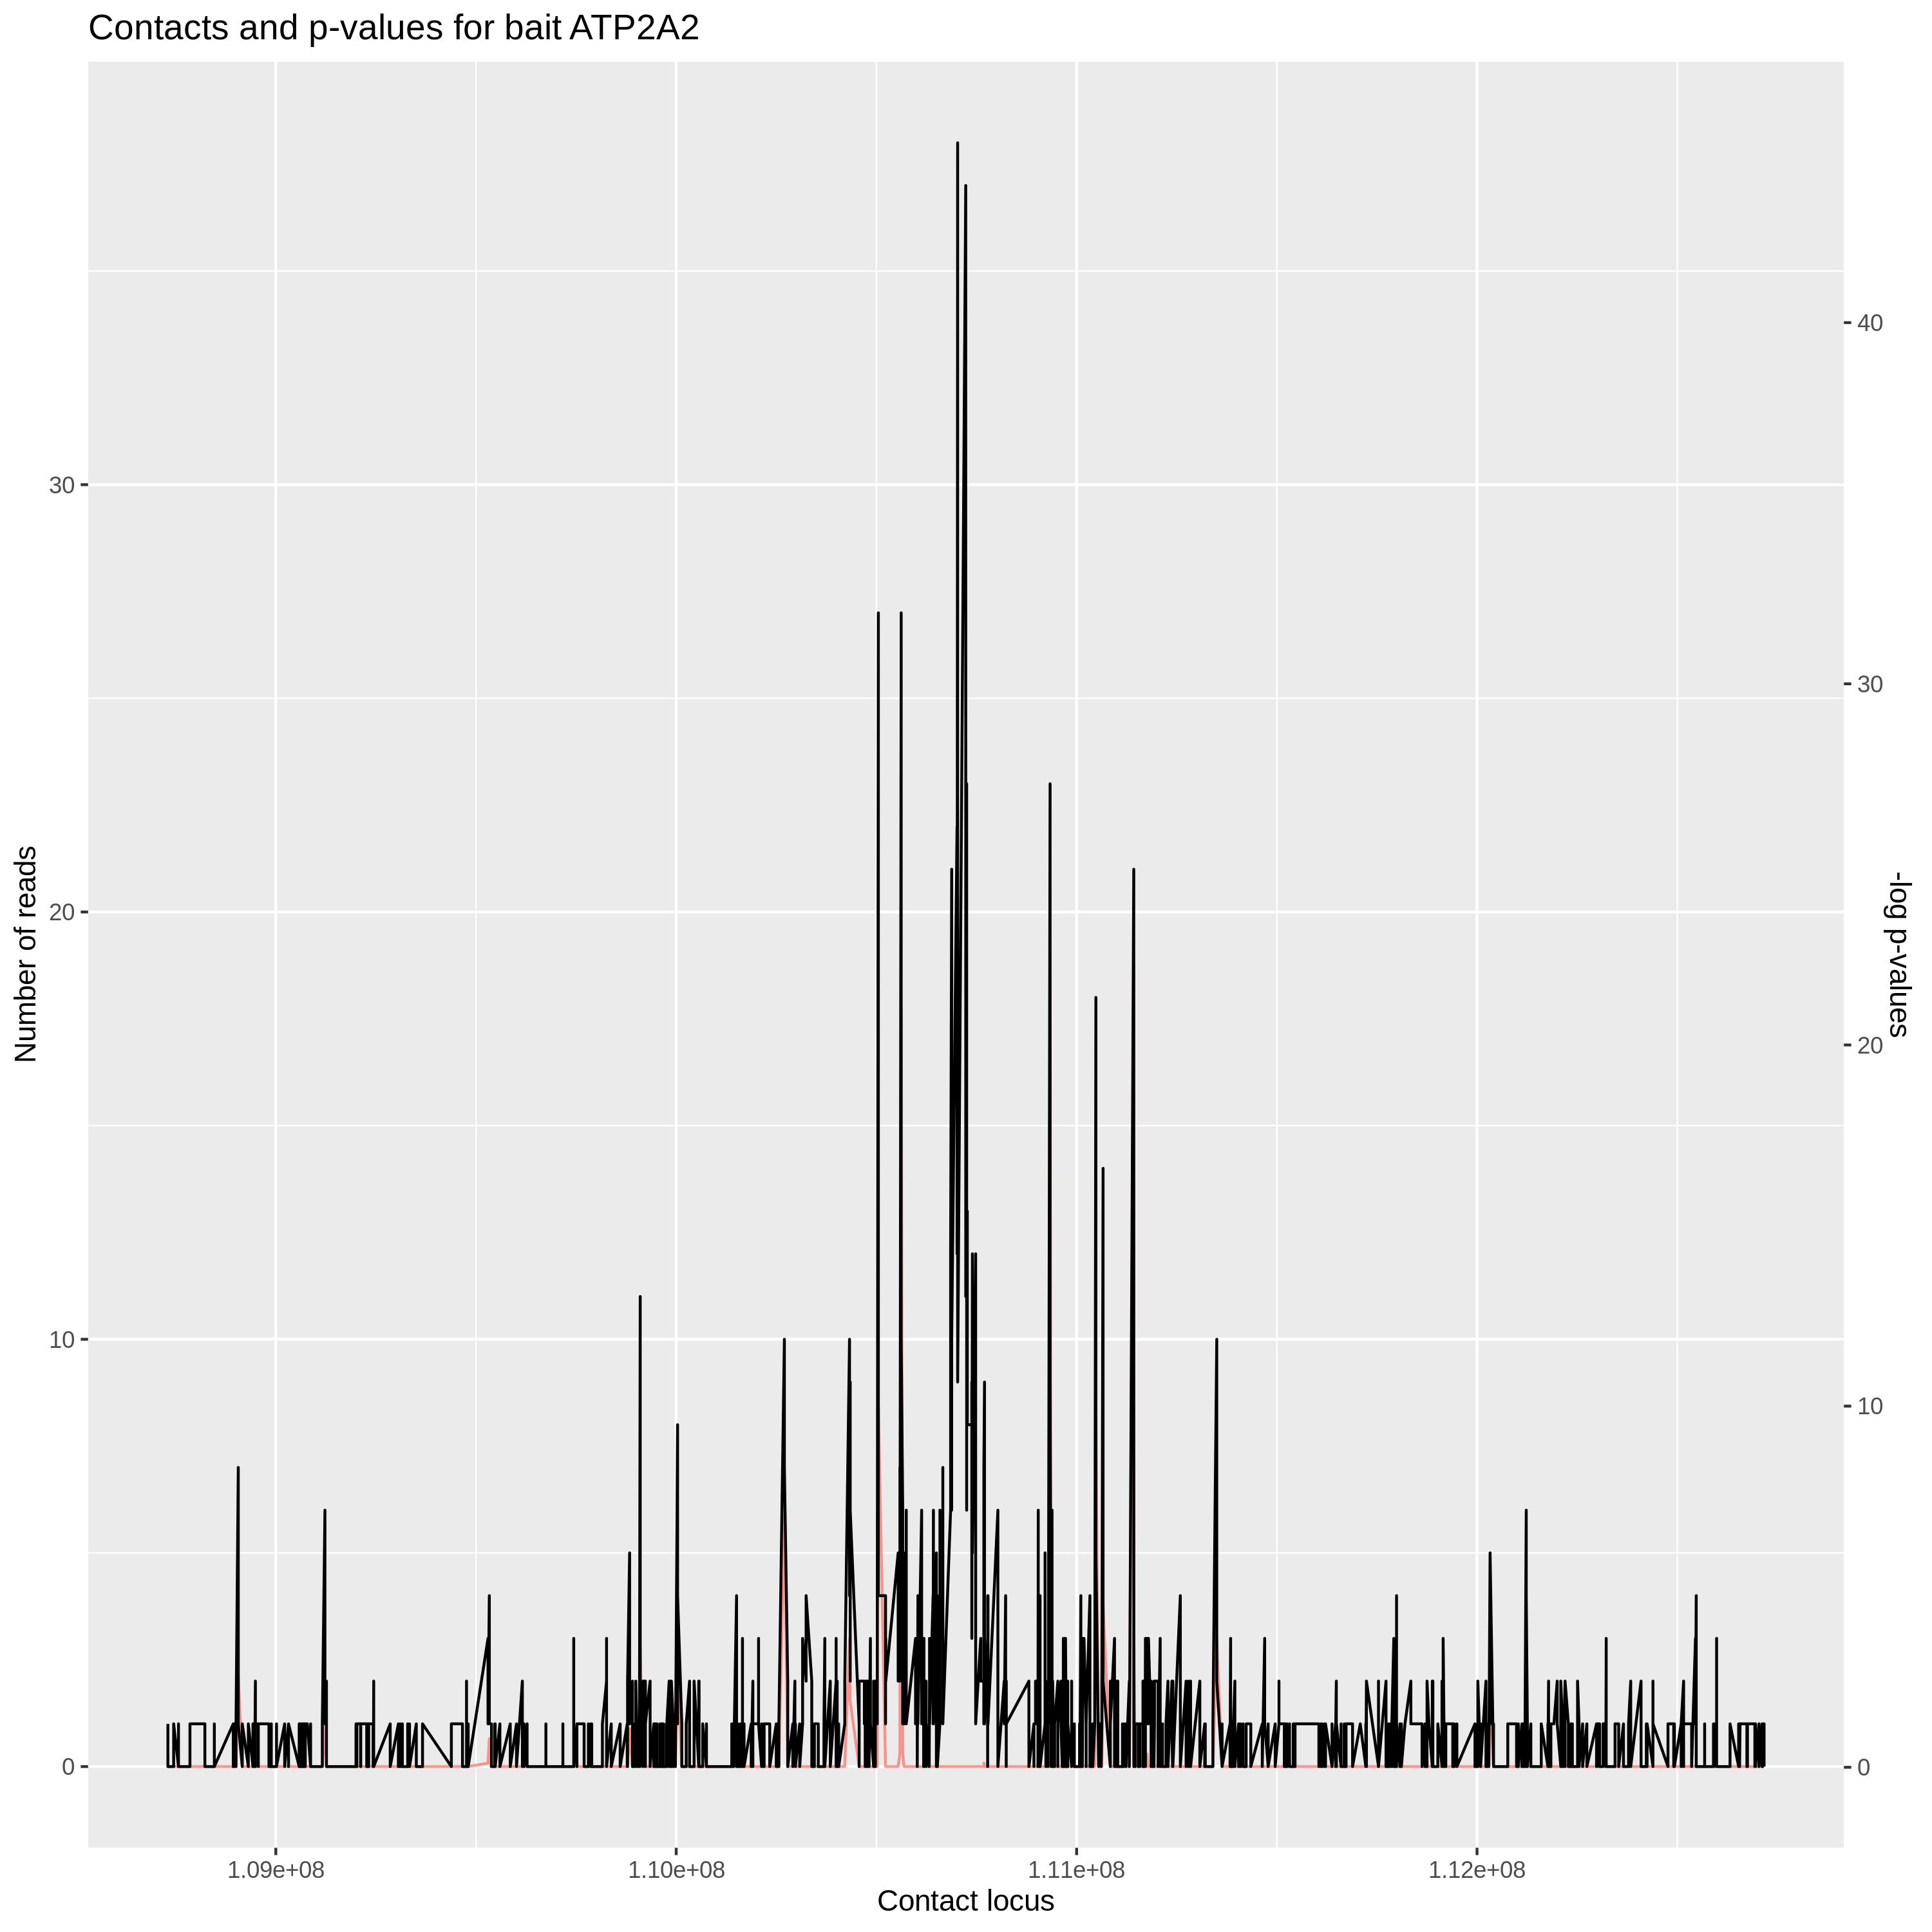 Contacts and p-values for bait ATP2A2
Number of reads
30
20
10
0
40
30
20
10
0
-log p-values
1.09e+08
1.10e+08
1.11e+08
1.12e+08
Contact locus